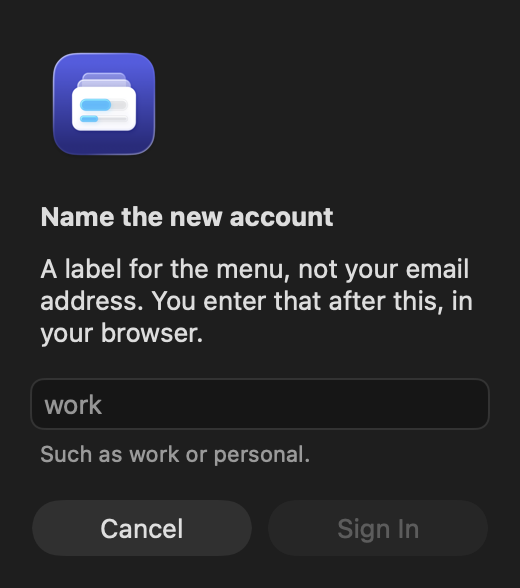 Name the new account
A label for the menu, not your email
address. You enter that after this, in
your browser.
work
Such as work or personal.
Cancel
Sign In